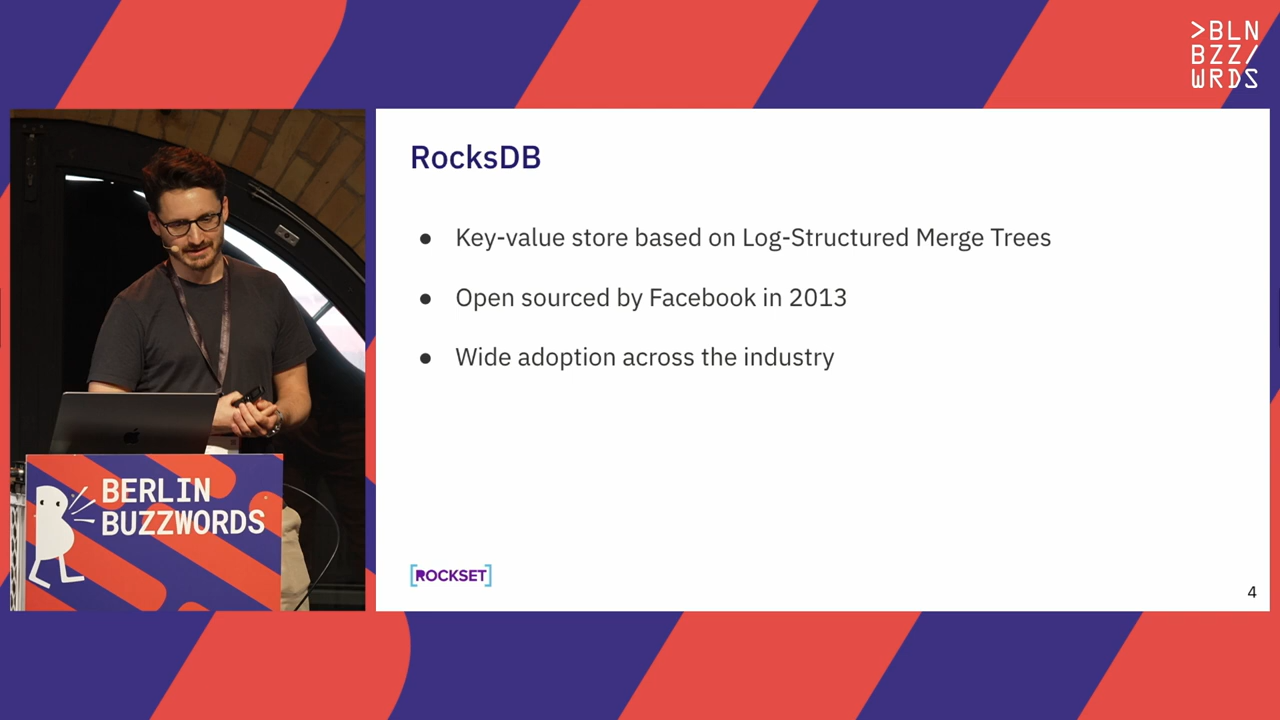 >BLN
BZZ/
WRDS
RocksDB
● Key-value store based on Log-Structured Merge Trees
● Open sourced by Facebook in 2013
● Wide adoption across the industry
BERLIN
BUZZWORDS
[ROCKSET]
4